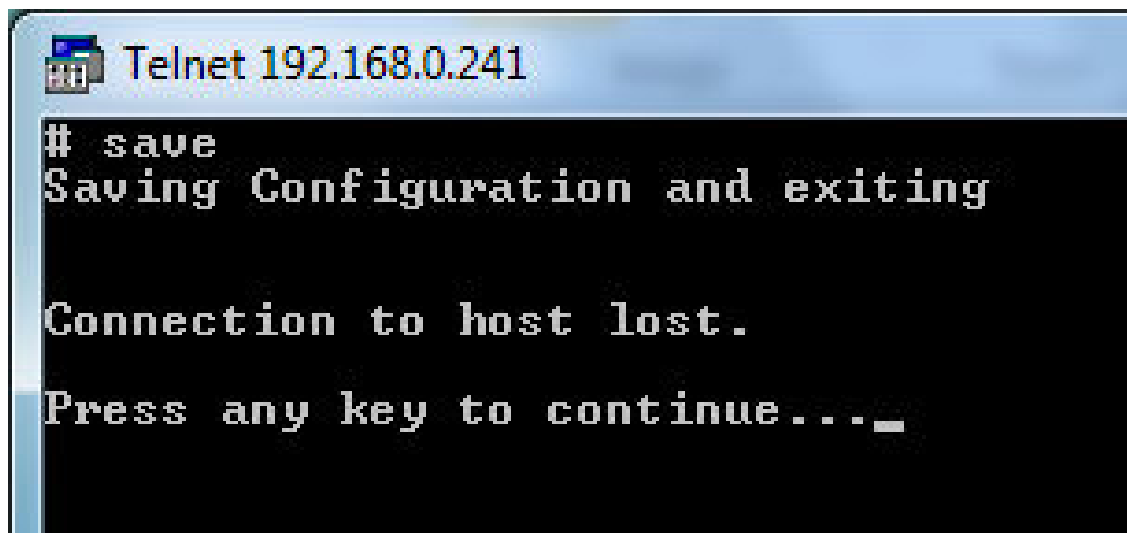 Telnet 192.168.0.241
# save
Saving Configuration and exiting
Connection to host lost.
Press any key to continue..._